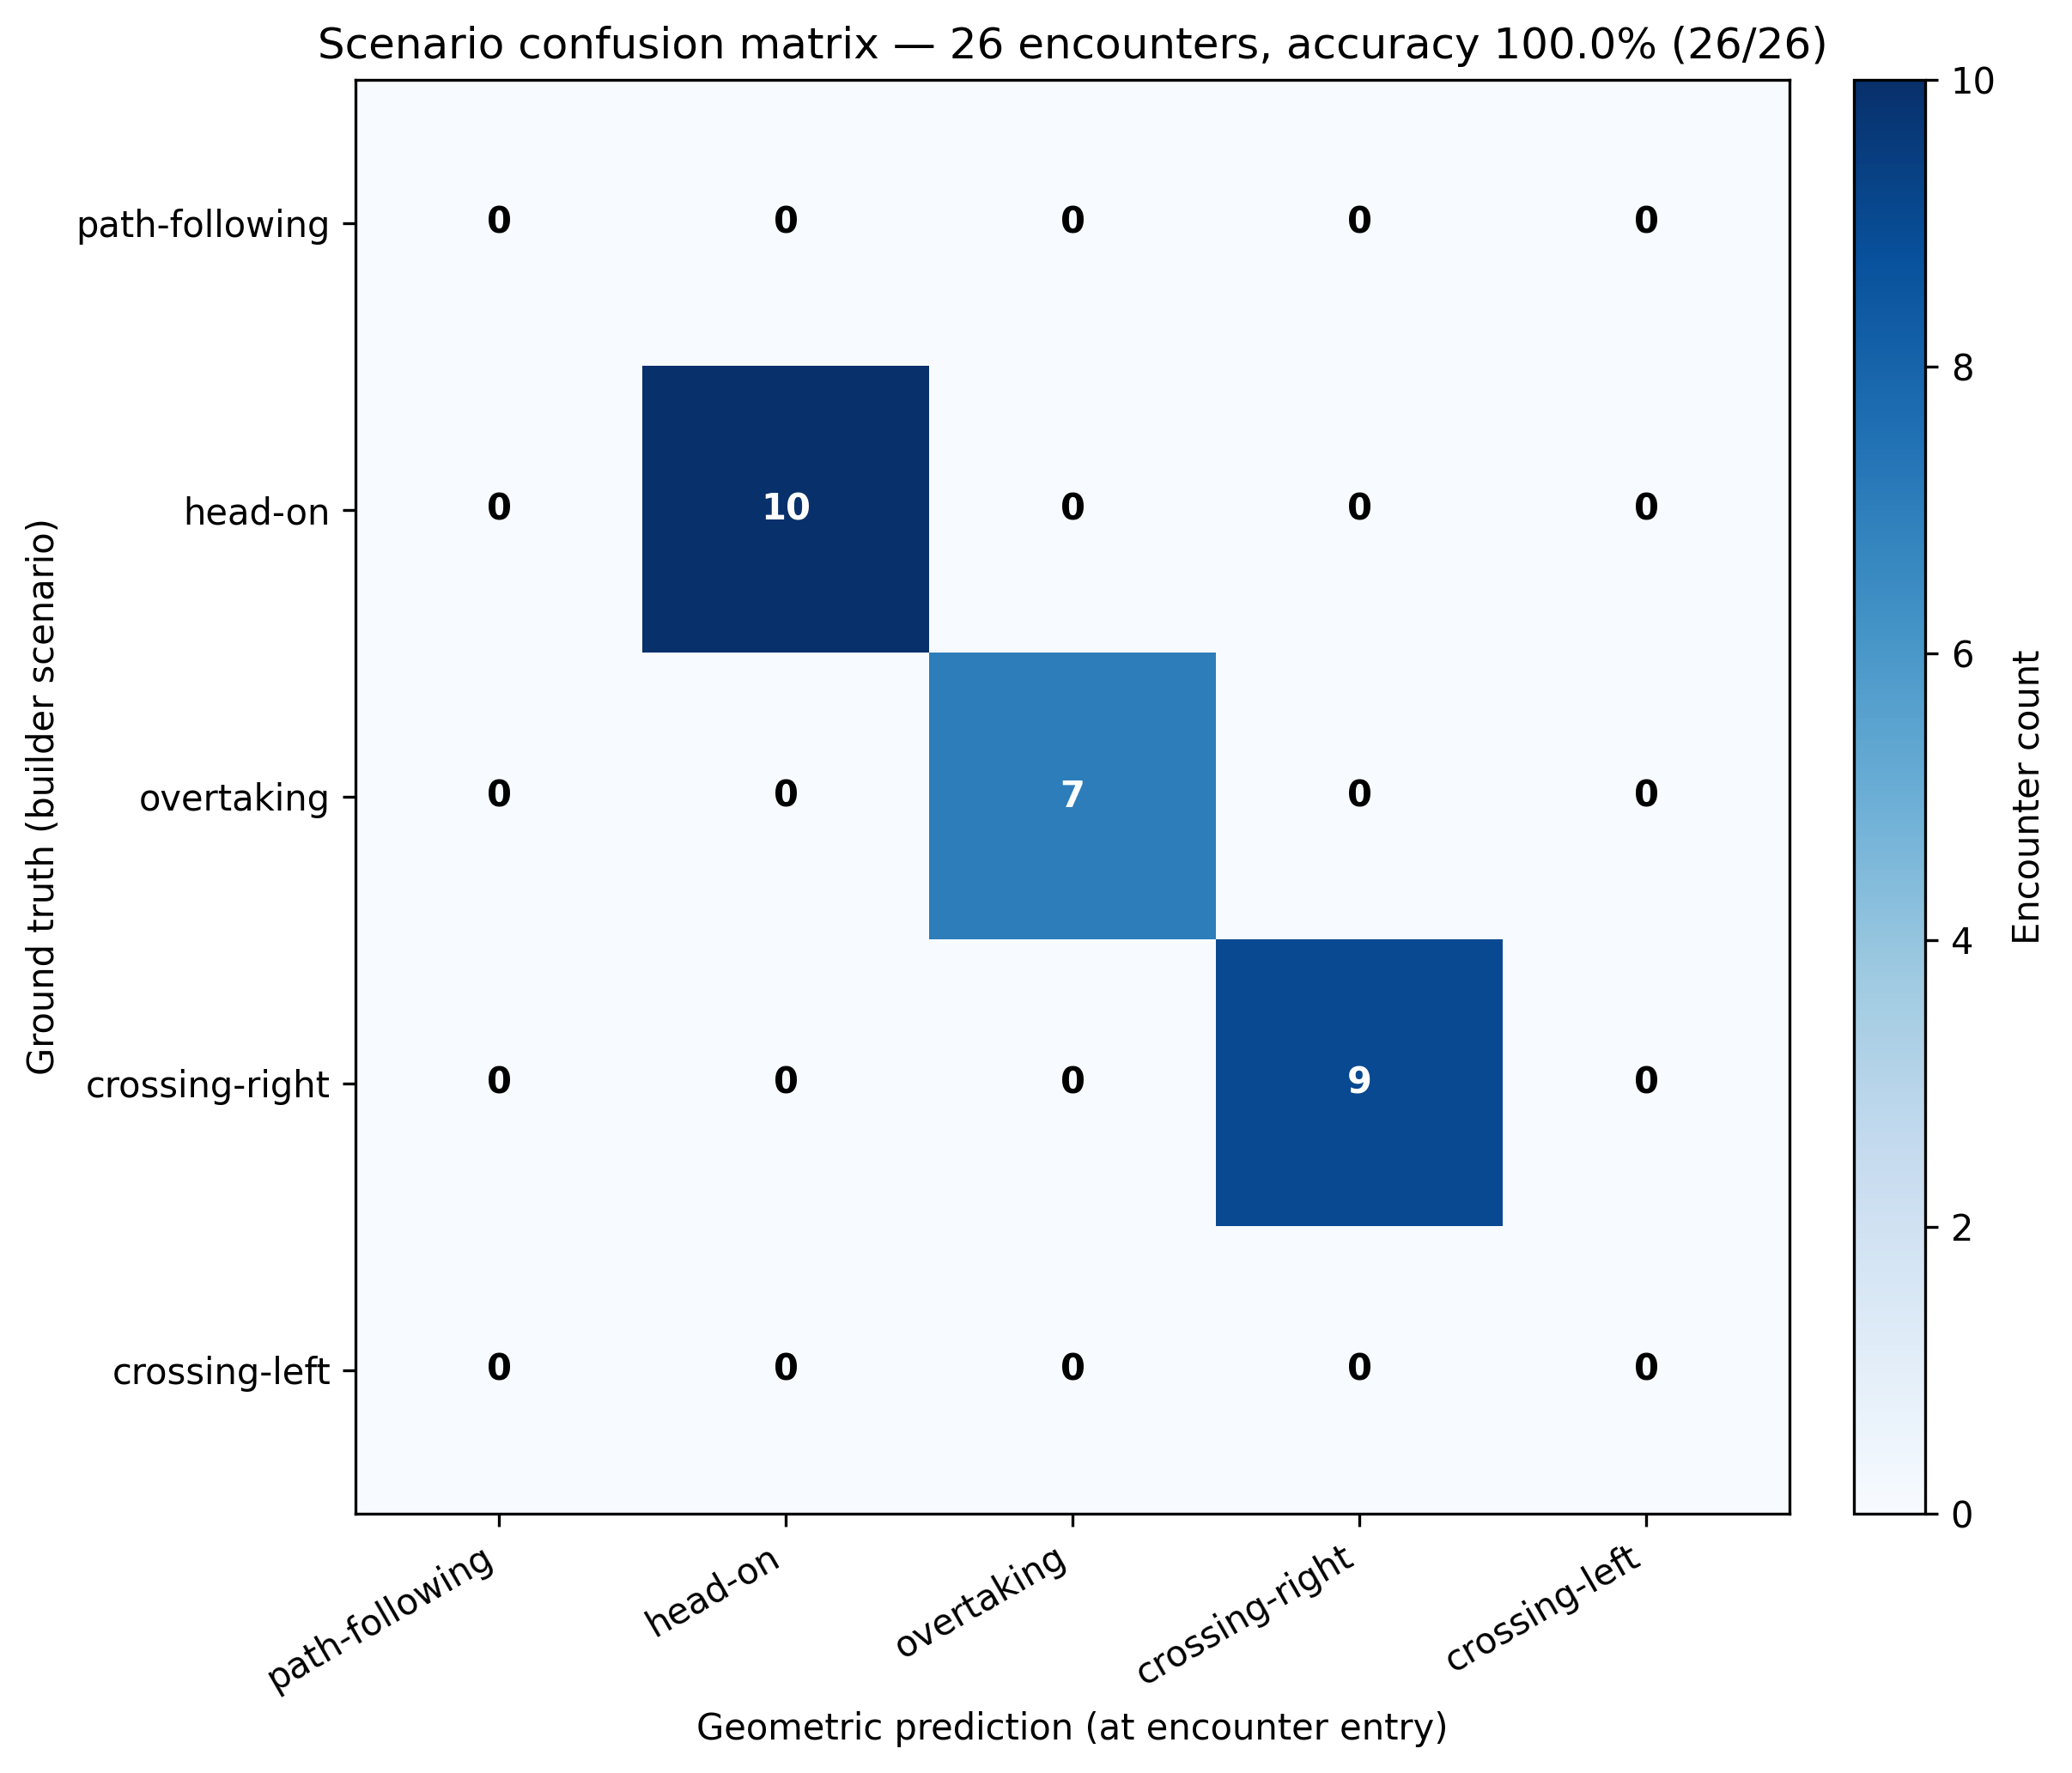 Scenario confusion matrix — 26 encounters, accuracy 100.0% (26/26)
Ground truth (builder scenario)
path-following
0 0 0 0 0
head-on
0 10 0 0 0
overtaking
0 0 7 0 0
crossing-right
0 0 0 9 0
crossing-left
0 0 0 0 0
path-following
head-on
overtaking
crossing-right
crossing-left
Geometric prediction (at encounter entry)
10
8
6
4
2
0
Encounter count